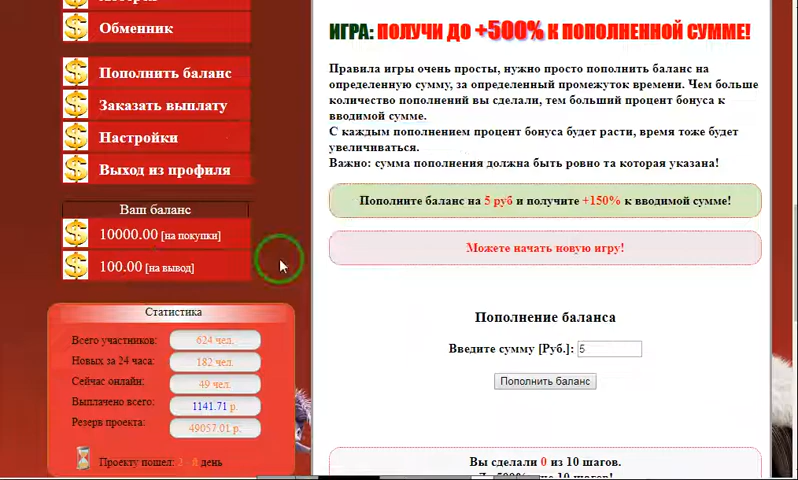 Обменник
Пополнить баланс
Заказать выплату
Настройки
Выход из профиля
Ваш баланс
10000.00 [на покупки]
100.00 [на вывод]
Статистика
Всего участников: 624 чел.
Новых за 24 часа: 182 чел.
Сейчас онлайн: 49 чел.
Выплачено всего: 1141.71 р.
Резерв проекта: 49057.01 р.
Проекту пошел: день
ИГРА: ПОЛУЧИ ДО +500% К ПОПОЛНЕННОЙ СУММЕ!
Правила игры очень просты, нужно просто пополнить баланс на
определенную сумму, за определенный промежуток времени. Чем больше
количество пополнений вы сделали, тем больший процент бонуса к
вводимой сумме.
С каждым пополнением процент бонуса будет расти, время тоже будет
увеличиваться.
Важно: сумма пополнения должна быть ровно та которая указана!
Пополните баланс на 5 руб и получите +150% к вводимой сумме!
Можете начать новую игру!
Пополнение баланса
Введите сумму [Руб.]: 5
Пополнить баланс
Вы сделали 0 из 10 шагов.
До 500% еще 10 шагов!